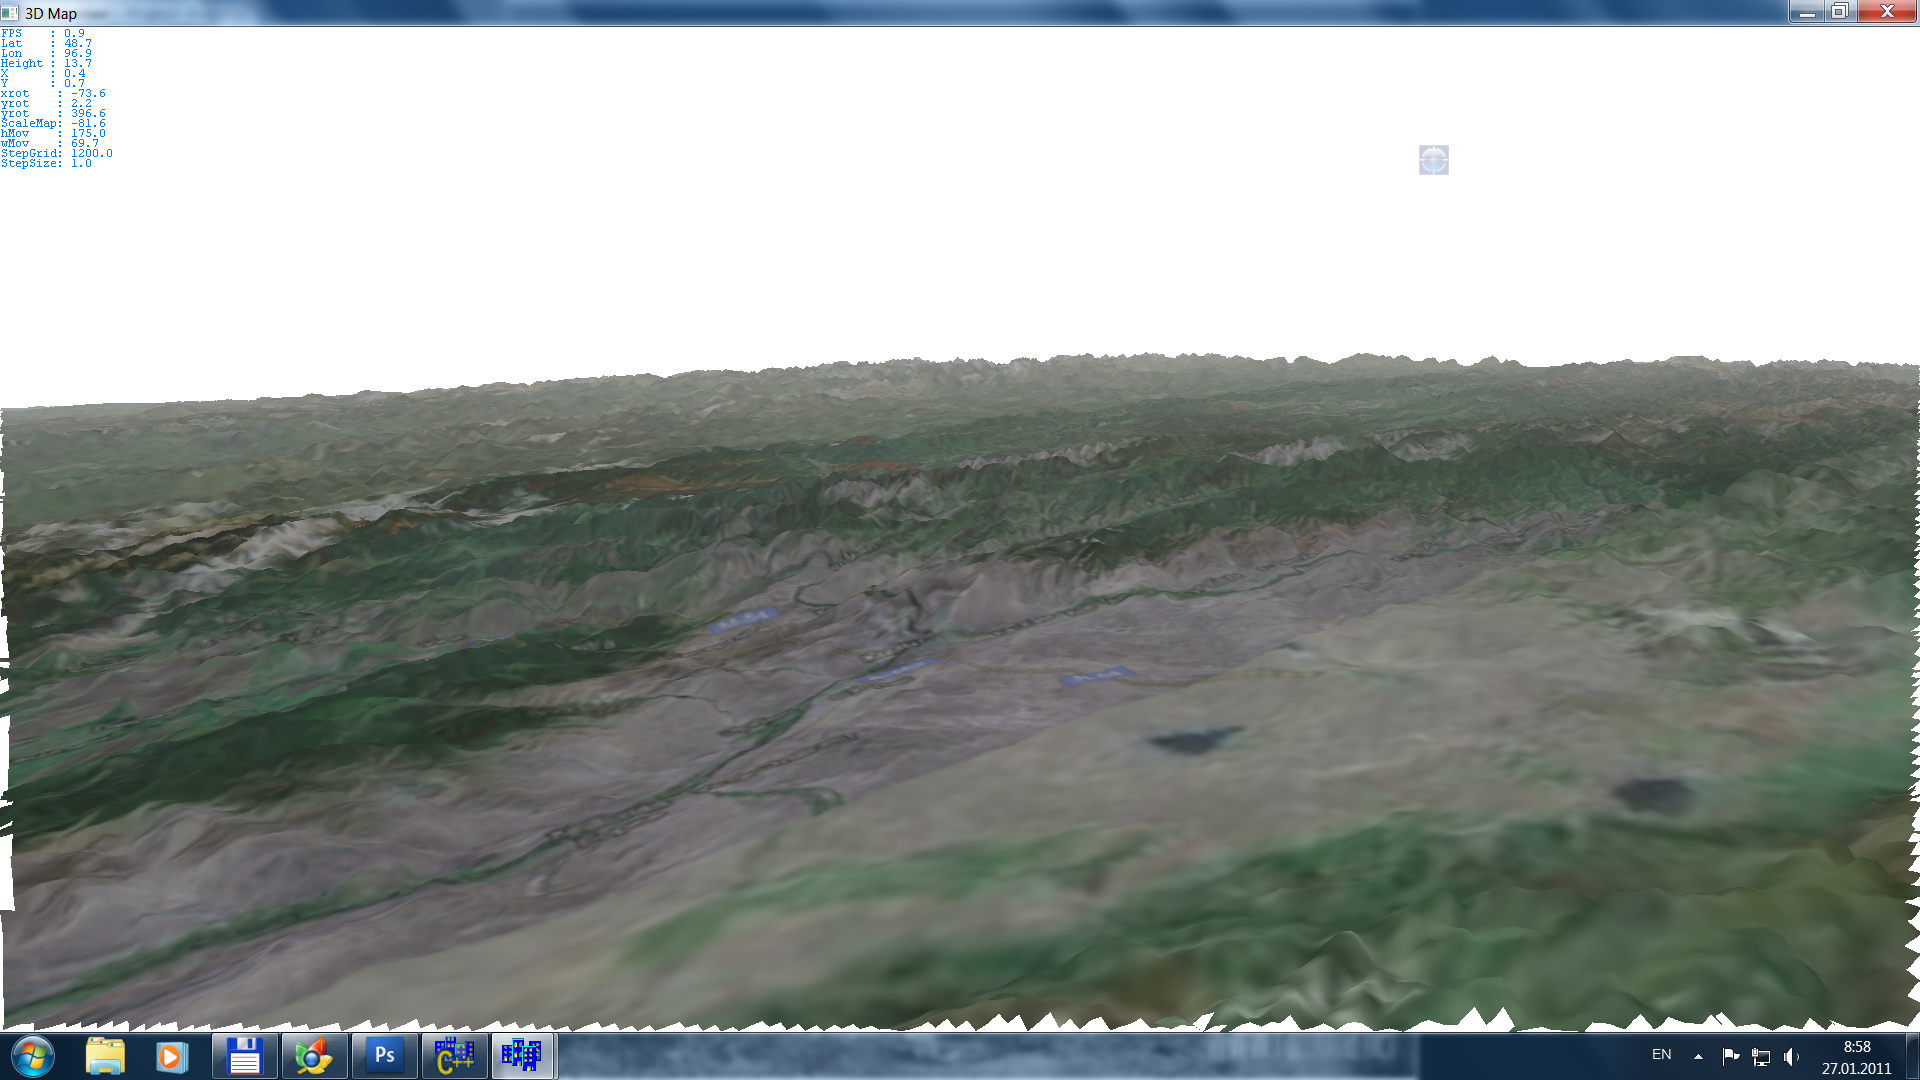 3D Map
FPS : 0.9
Lat : 48.7
Lon : 96.9
Height : 13.7
X : 0.4
Y : 0.7
xrot : -73.6
yrot : 2.2
yrot : 396.6
ScaleMap: -81.6
hMov : 175.0
wMov : 69.7
StepGrid: 1200.0
StepSize: 1.0
Ps
C++
EN
8:58
27.01.2011